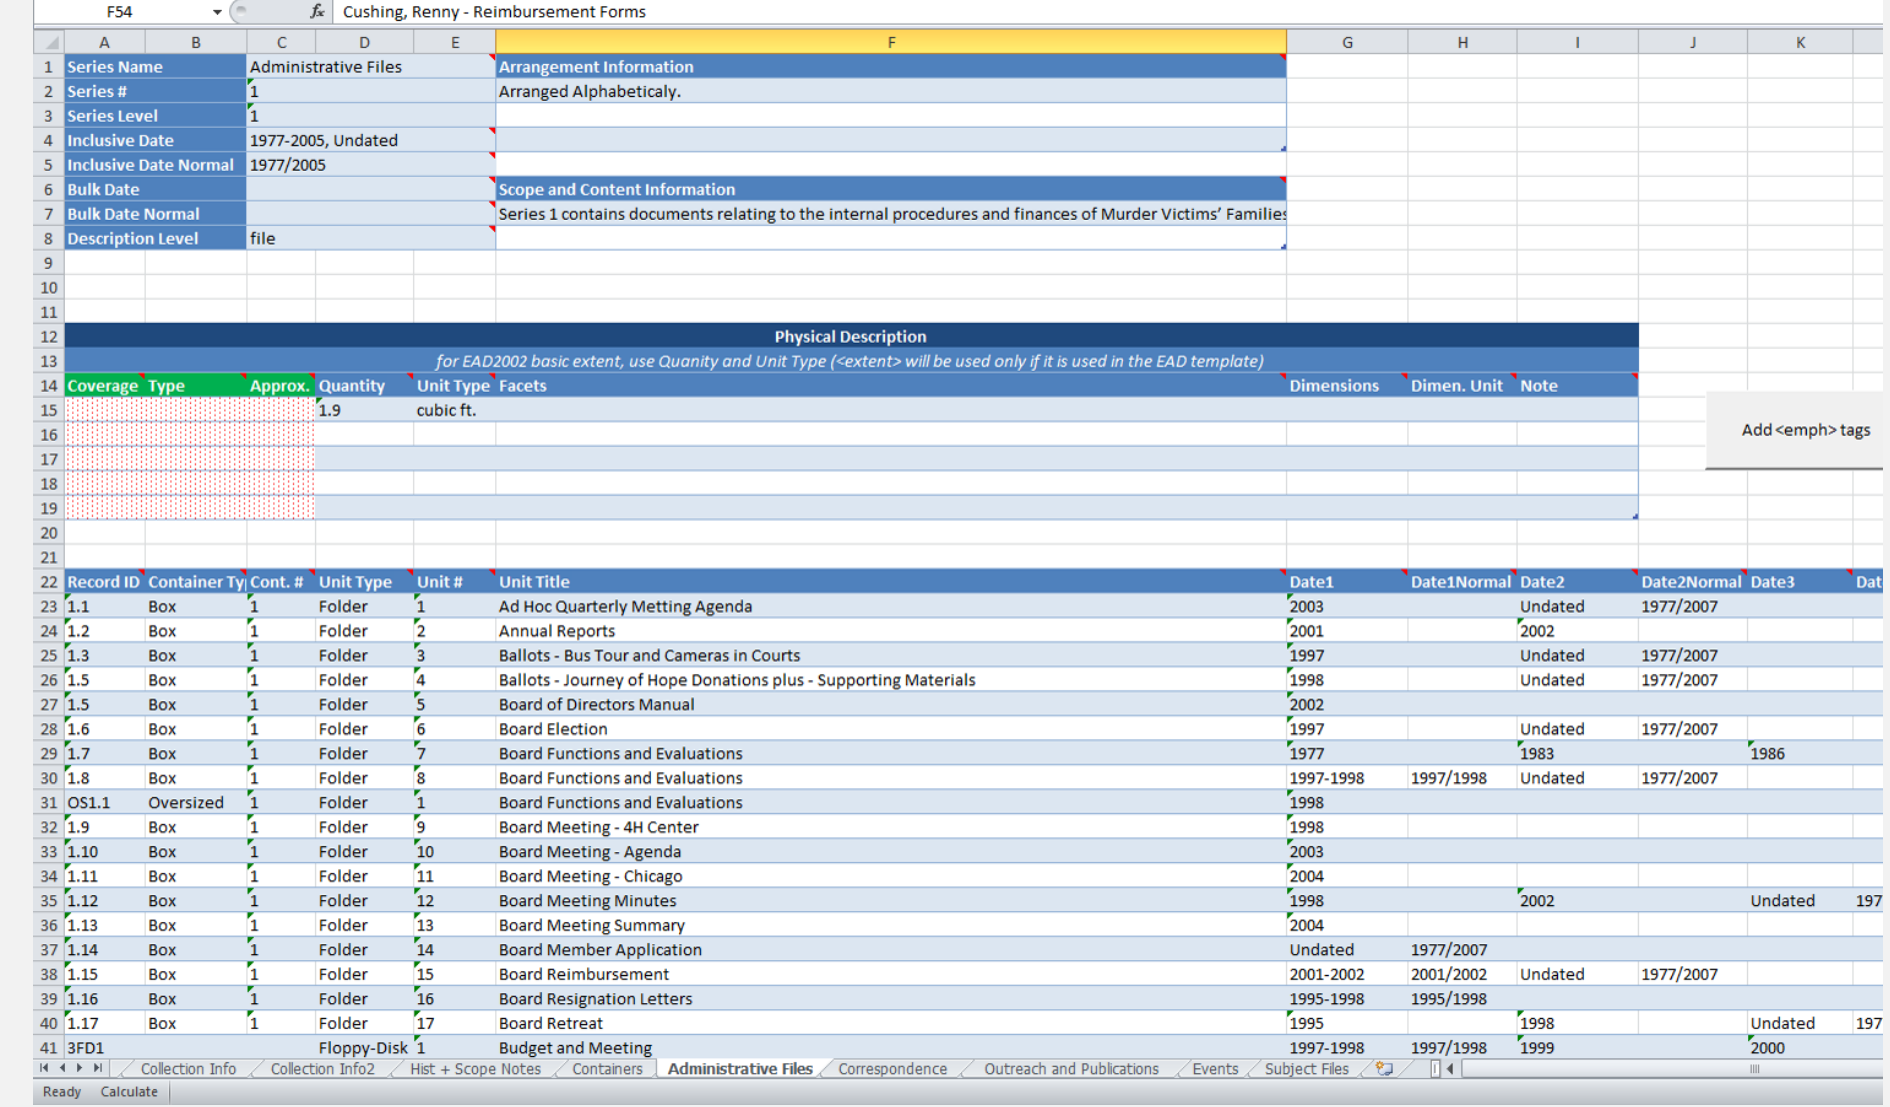 F54 fx Cushing, Renny - Reimbursement Forms
A B C D E F G H I J K
1 Series Name Administrative Files Arrangement Information
2 Series # 1 Arranged Alphabeticaly.
3 Series Level 1
4 Inclusive Date 1977-2005, Undated
5 Inclusive Date Normal 1977/2005
6 Bulk Date Scope and Content Information
7 Bulk Date Normal Series 1 contains documents relating to the internal procedures and finances of Murder Victims’ Families
8 Description Level file
9
10
11
12 Physical Description
13 for EAD2002 basic extent, use Quanity and Unit Type (<extent> will be used only if it is used in the EAD template)
14 Coverage Type Approx. Quantity Unit Type Facets Dimensions Dimen. Unit Note
15 1.9 cubic ft.
16 Add <emph> tags
17
18
19
20
21
22 Record ID Container Ty Cont. # Unit Type Unit # Unit Title Date1 Date1Normal Date2 Date2Normal Date3 Dat
23 1.1 Box 1 Folder 1 Ad Hoc Quarterly Metting Agenda 2003 Undated 1977/2007
24 1.2 Box 1 Folder 2 Annual Reports 2001 2002
25 1.3 Box 1 Folder 3 Ballots - Bus Tour and Cameras in Courts 1997 Undated 1977/2007
26 1.5 Box 1 Folder 4 Ballots - Journey of Hope Donations plus - Supporting Materials 1998 Undated 1977/2007
27 1.5 Box 1 Folder 5 Board of Directors Manual 2002
28 1.6 Box 1 Folder 6 Board Election 1997 Undated 1977/2007
29 1.7 Box 1 Folder 7 Board Functions and Evaluations 1977 1983 1986
30 1.8 Box 1 Folder 8 Board Functions and Evaluations 1997-1998 1997/1998 Undated 1977/2007
31 OS1.1 Oversized 1 Folder 1 Board Functions and Evaluations 1998
32 1.9 Box 1 Folder 9 Board Meeting - 4H Center 1998
33 1.10 Box 1 Folder 10 Board Meeting - Agenda 2003
34 1.11 Box 1 Folder 11 Board Meeting - Chicago 2004
35 1.12 Box 1 Folder 12 Board Meeting Minutes 1998 2002 Undated 197
36 1.13 Box 1 Folder 13 Board Meeting Summary 2004
37 1.14 Box 1 Folder 14 Board Member Application Undated 1977/2007
38 1.15 Box 1 Folder 15 Board Reimbursement 2001-2002 2001/2002 Undated 1977/2007
39 1.16 Box 1 Folder 16 Board Resignation Letters 1995-1998 1995/1998
40 1.17 Box 1 Folder 17 Board Retreat 1995 1998 Undated 197
41 3FD1 Floppy-Disk 1 Budget and Meeting 1997-1998 1997/1998 1999 2000
Collection Info Collection Info2 Hist + Scope Notes Containers Administrative Files Correspondence Outreach and Publications Events Subject Files
Ready Calculate